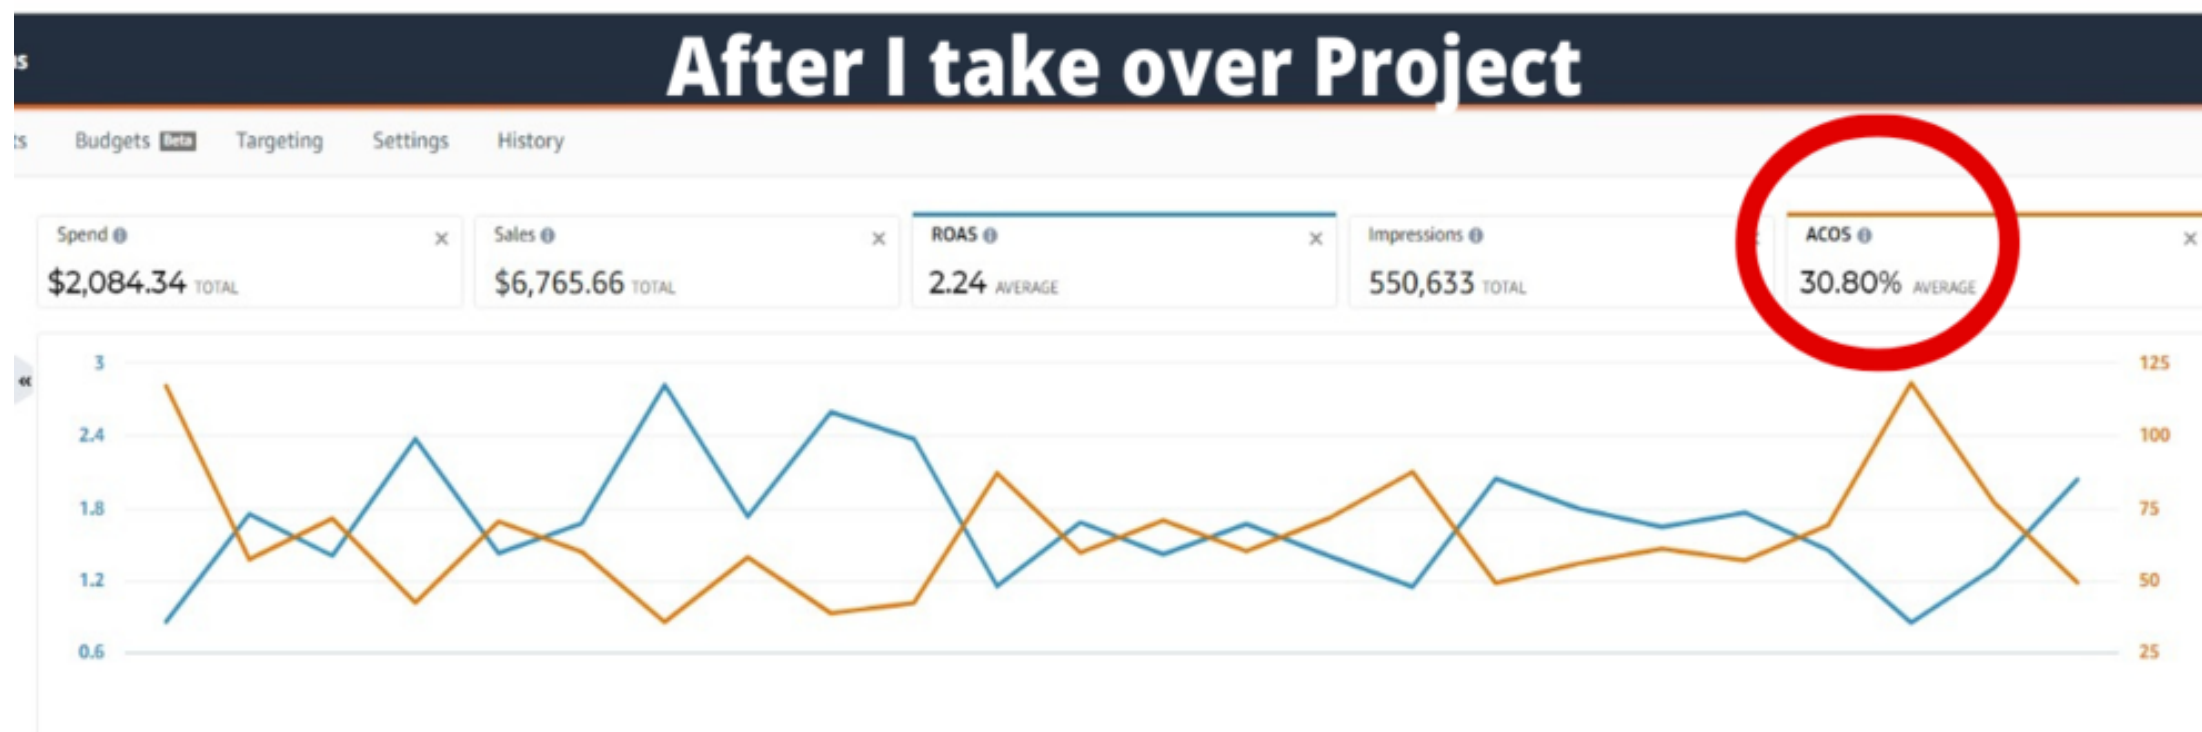 After I take over Project
Budgets Beta Targeting Settings History
Spend
$2,084.34 TOTAL
Sales
$6,765.66 TOTAL
ROAS
2.24 AVERAGE
Impressions
550,633 TOTAL
ACOS
30.80% AVERAGE
3
2.4
1.8
1.2
0.6
125
100
75
50
25